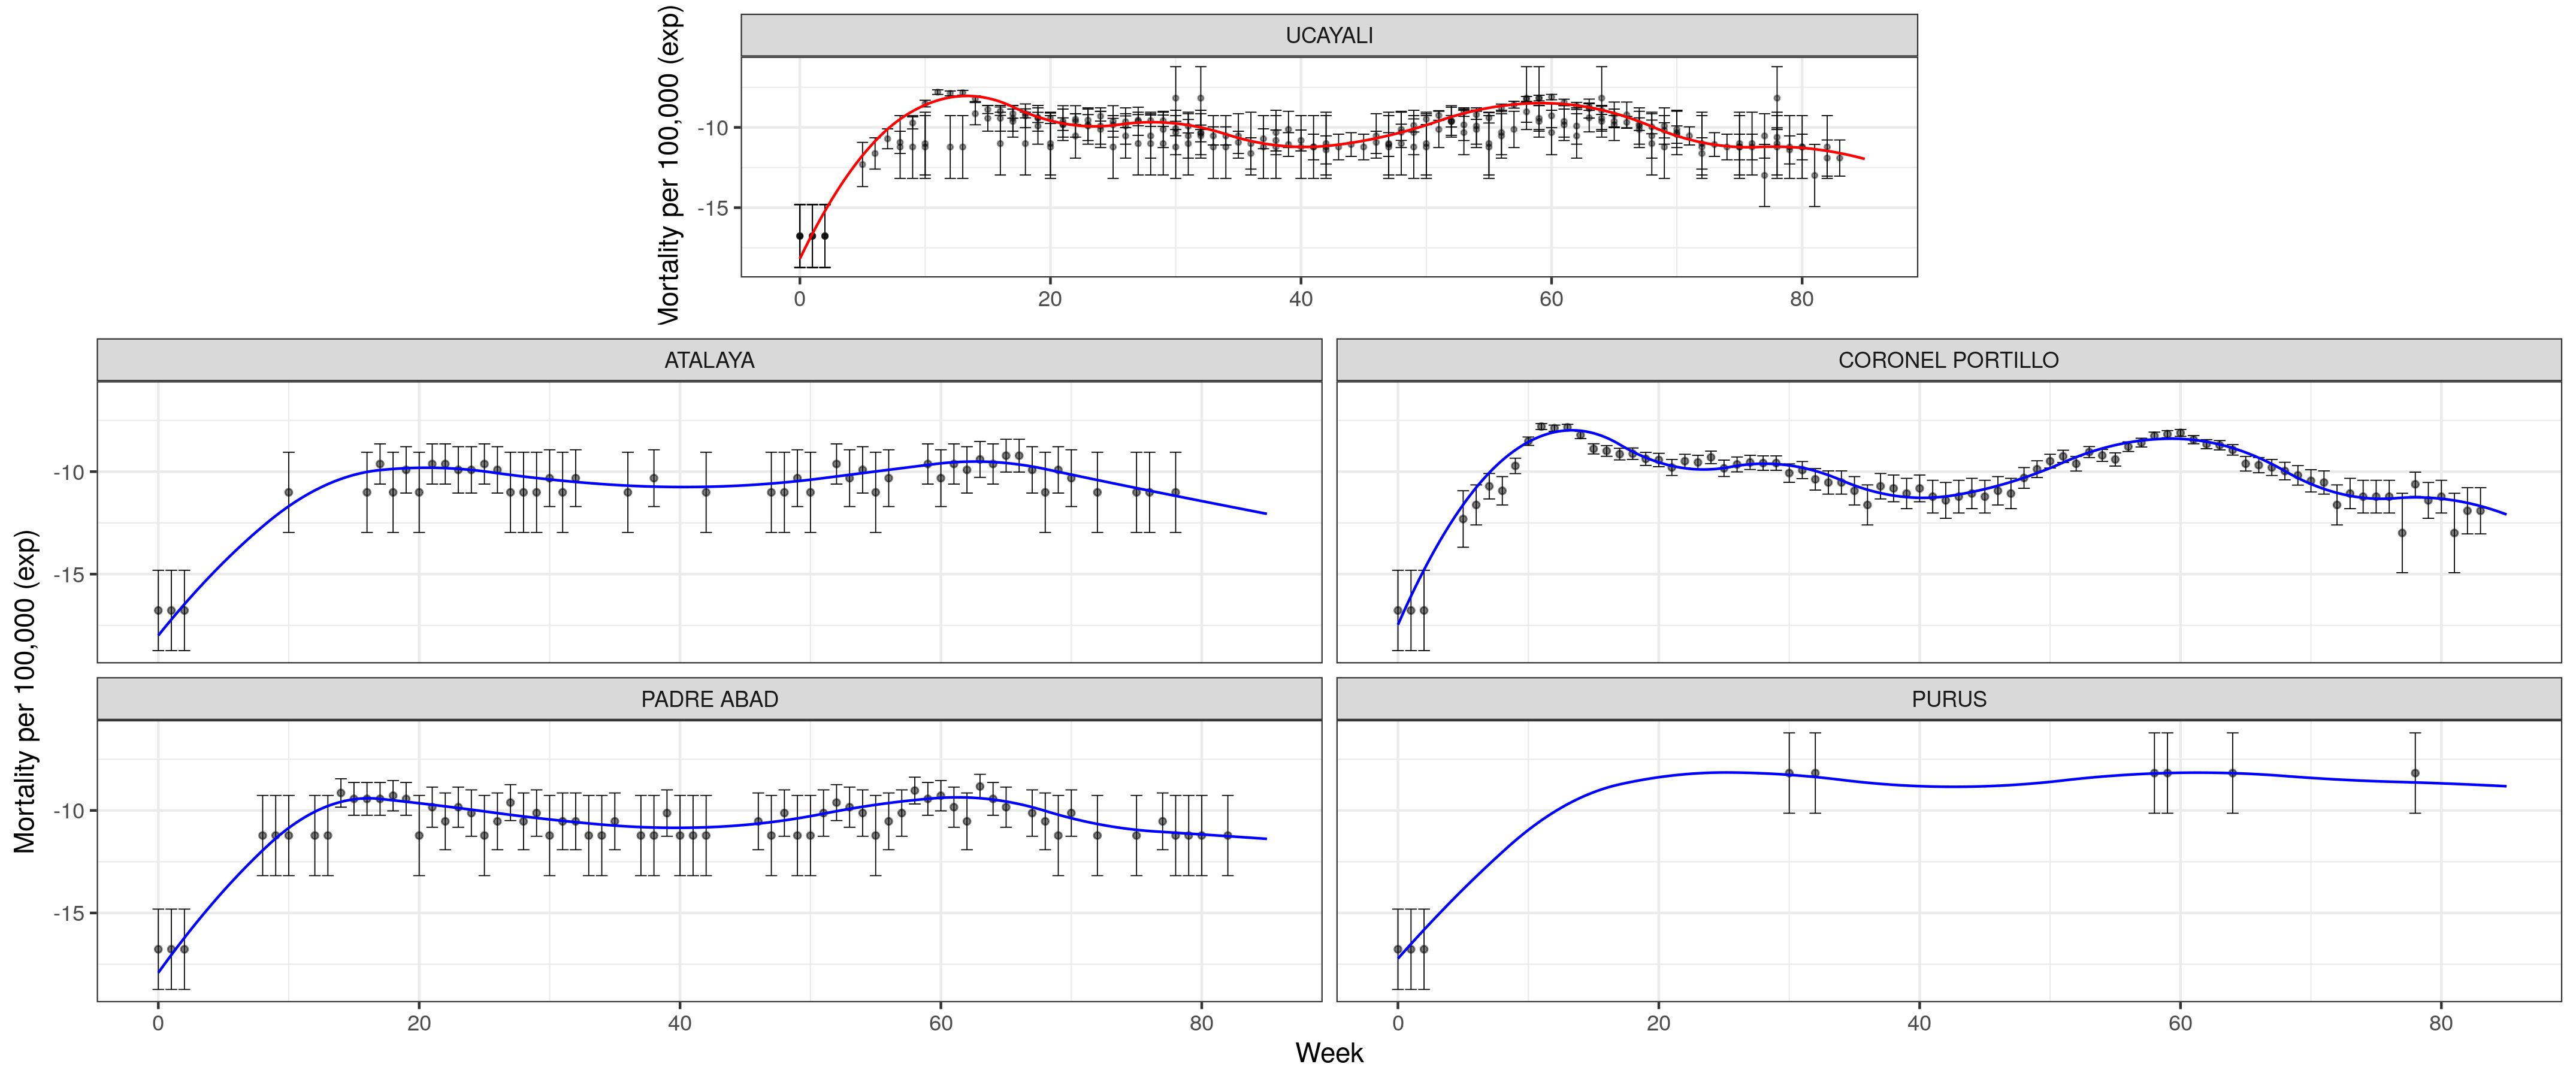 UCAYALI
Mortality per 100,000 (exp)
-10
-15
0 20 40 60 80
ATALAYA CORONEL PORTILLO
-10
-15
PADRE ABAD PURUS
Mortality per 100,000 (exp)
-10
-15
0 20 40 60 80 0 20 40 60 80
Week